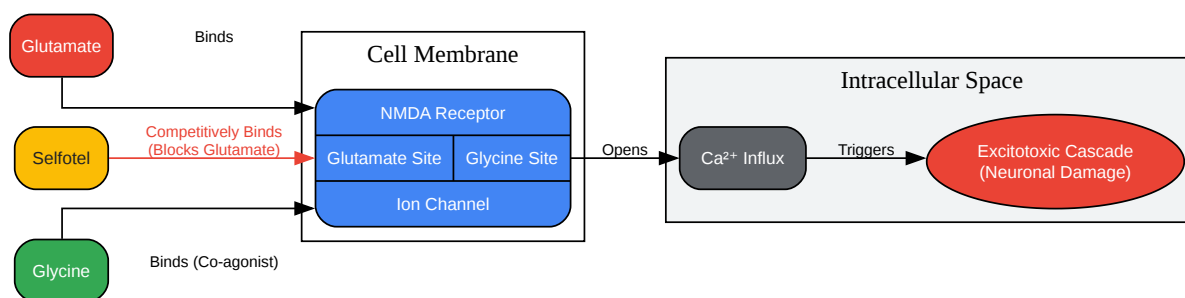 Glutamate
Binds
Cell Membrane
Intracellular Space
NMDA Receptor
Selfotel
Competitively Binds
(Blocks Glutamate)
Glutamate Site
Glycine Site
Opens
Ca²⁺ Influx
Triggers
Excitotoxic Cascade
(Neuronal Damage)
Ion Channel
Glycine
Binds (Co-agonist)